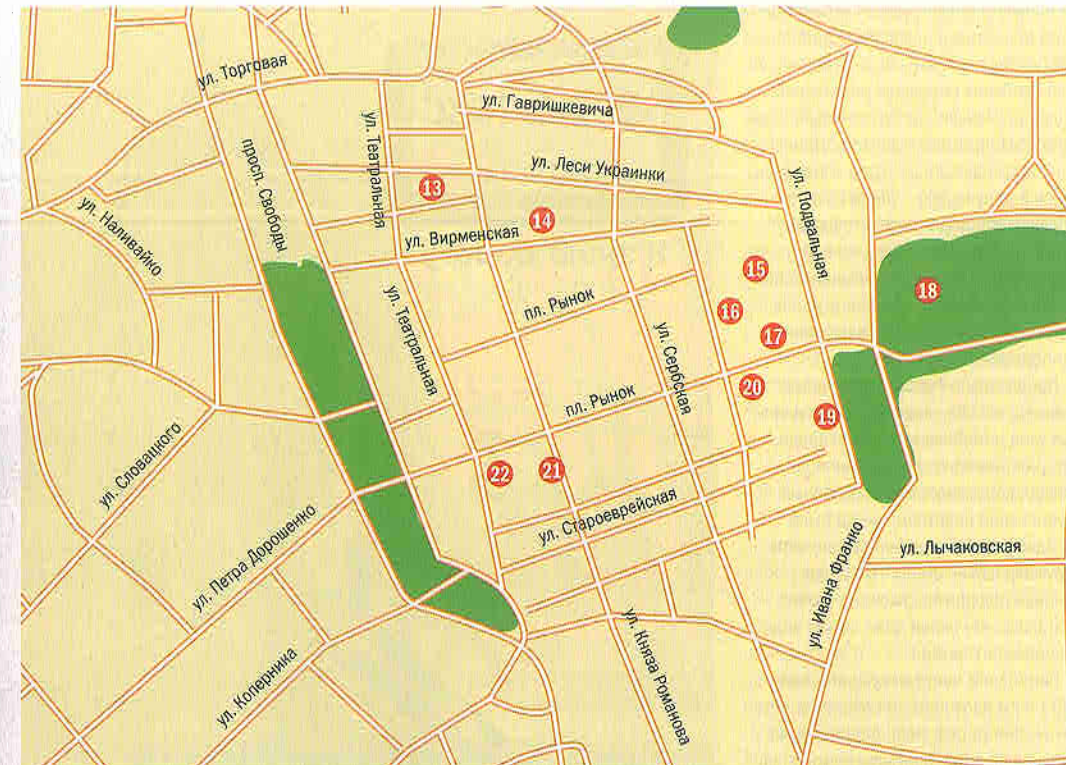 ул. Торговая
ул. Гавришкевича
ул. Театральная
просп. Свободы
ул. Леси Украинки
13
ул. Подвальная
ул. Наливайко
14
ул. Вирменская
15
18
ул. Театральная
пл. Рынок
16
17
ул. Сербская
20
пл. Рынок
19
ул. Словацкого
22
21
ул. Староеврейская
ул. Петра Дорошенко
ул. Лычаковская
ул. Ивана Франко
ул. Князя Романова
ул. Коперника